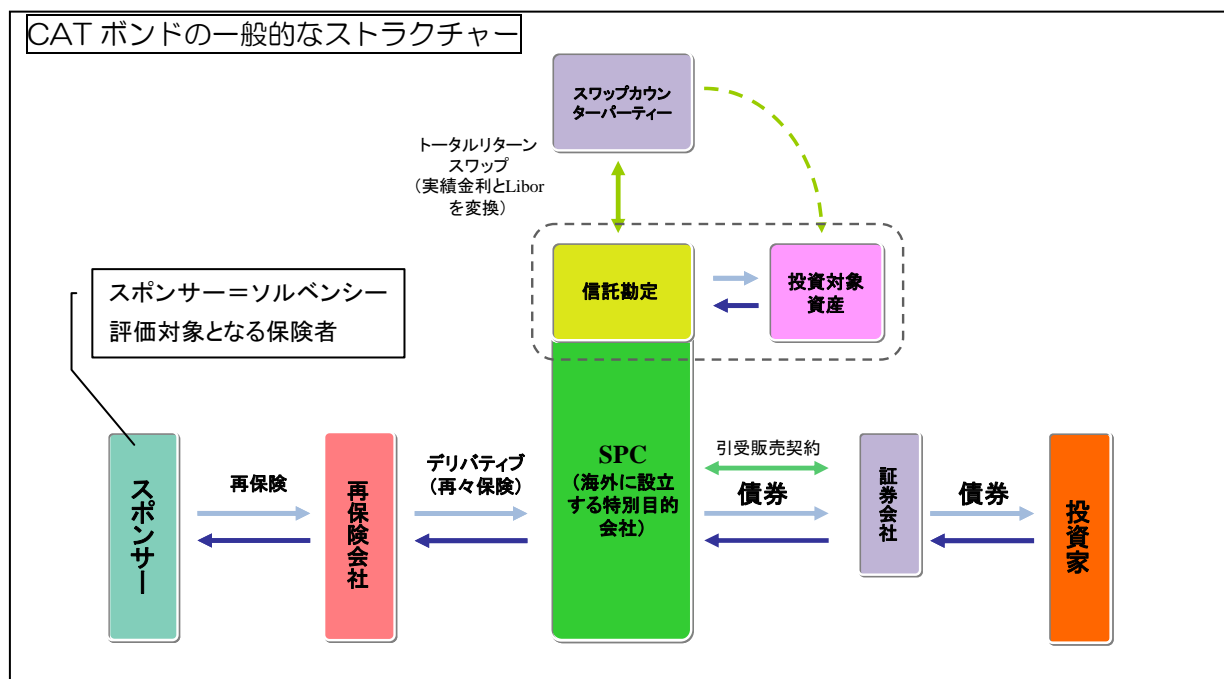 CAT ボンドの一般的なストラクチャー
スワップカウン
ターパーティー
トータルリターン
スワップ
（実績金利とLibor
を変換）
信託勘定
投資対象
資産
スポンサー＝ソルベンシー
評価対象となる保険者
スポンサー
再保険
再保険会社
デリバティブ
（再々保険）
SPC
（海外に設立
する特別目的
会社）
引受販売契約
債券
証券会社
債券
投資家